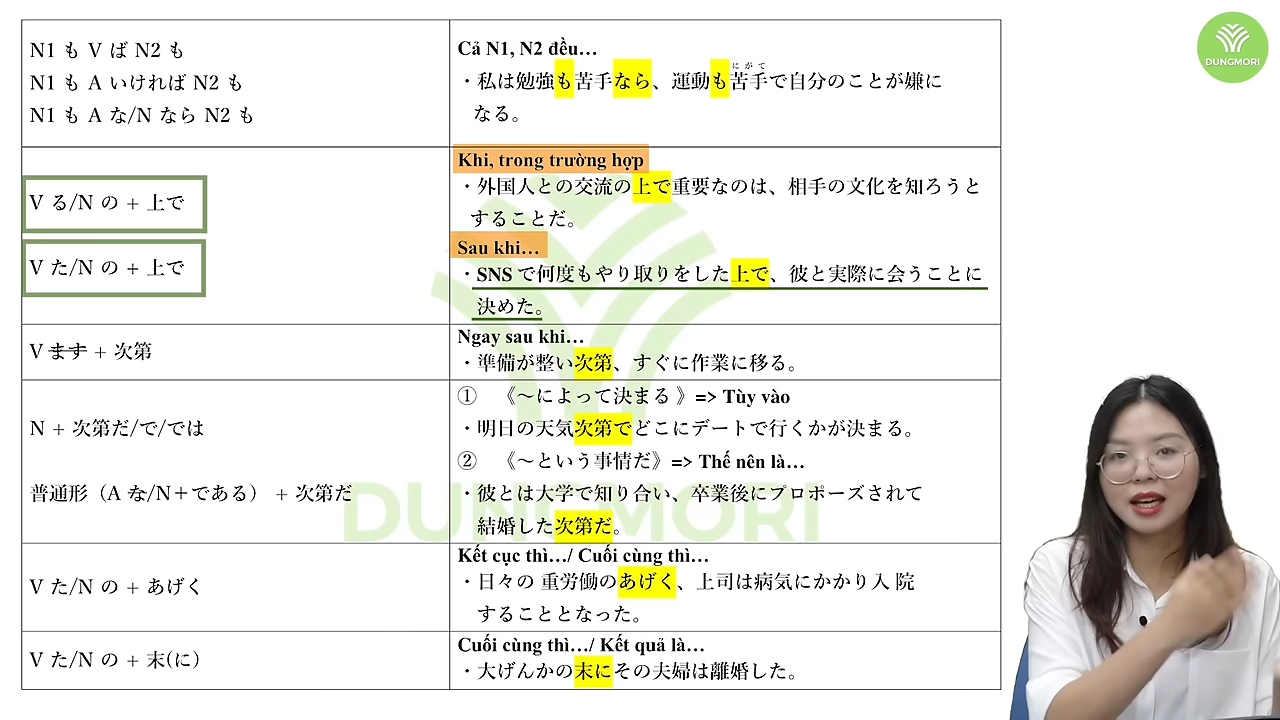 N1 も V ば N2 も
N1 も A いければ N2 も
N1 も A な/N なら N2 も
Cả N1, N2 đều…
・私は勉強も苦手なら、運動も苦手で自分のことが嫌に
にがて
なる。
V る/N の + 上で
V た/N の + 上で
Khi, trong trường hợp
・外国人との交流の上で重要なのは、相手の文化を知ろうと
することだ。
Sau khi…
・SNS で何度もやり取りをした上で、彼と実際に会うことに
決めた。
V ます + 次第
Ngay sau khi…
・準備が整い次第、すぐに作業に移る。
N + 次第だ/で/では
普通形（A な/N＋である） + 次第だ
① 《～によって決まる 》=> Tùy vào
・明日の天気次第でどこにデートで行くかが決まる。
② 《～という事情だ》=> Thế nên là…
・彼とは大学で知り合い、卒業後にプロポーズされて
結婚した次第だ。
V た/N の + あげく
Kết cục thì…/ Cuối cùng thì…
・日々の 重労働のあげく、上司は病気にかかり入 院
することとなった。
V た/N の + 末(に）
Cuối cùng thì…/ Kết quả là…
・大げんかの末にその夫婦は離婚した。
DUNGMORI
DUNGMORI